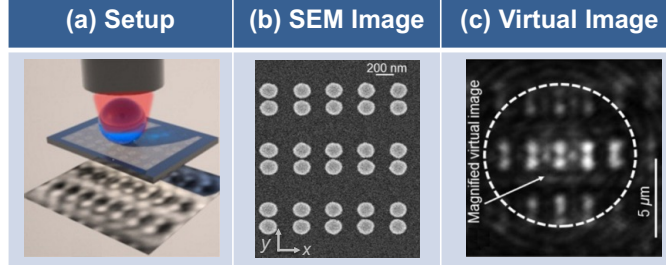 (a) Setup
(b) SEM Image
(c) Virtual Image
200 nm
y
x
Magnified virtual image
5 μm